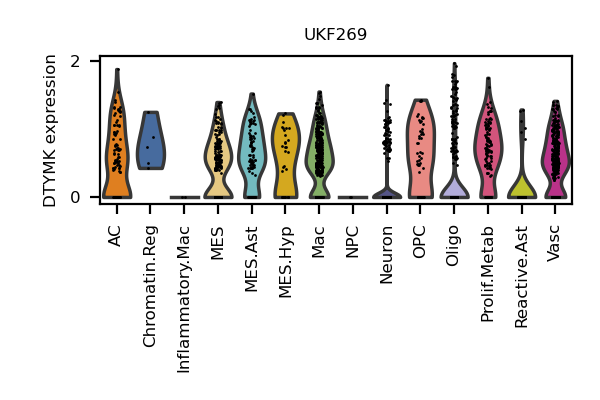 UKF269
DTYMK expression
2
0
AC
Chromatin.Reg
Inflammatory.Mac
MES
MES.Ast
MES.Hyp
Mac
NPC
Neuron
OPC
Oligo
Prolif.Metab
Reactive.Ast
Vasc